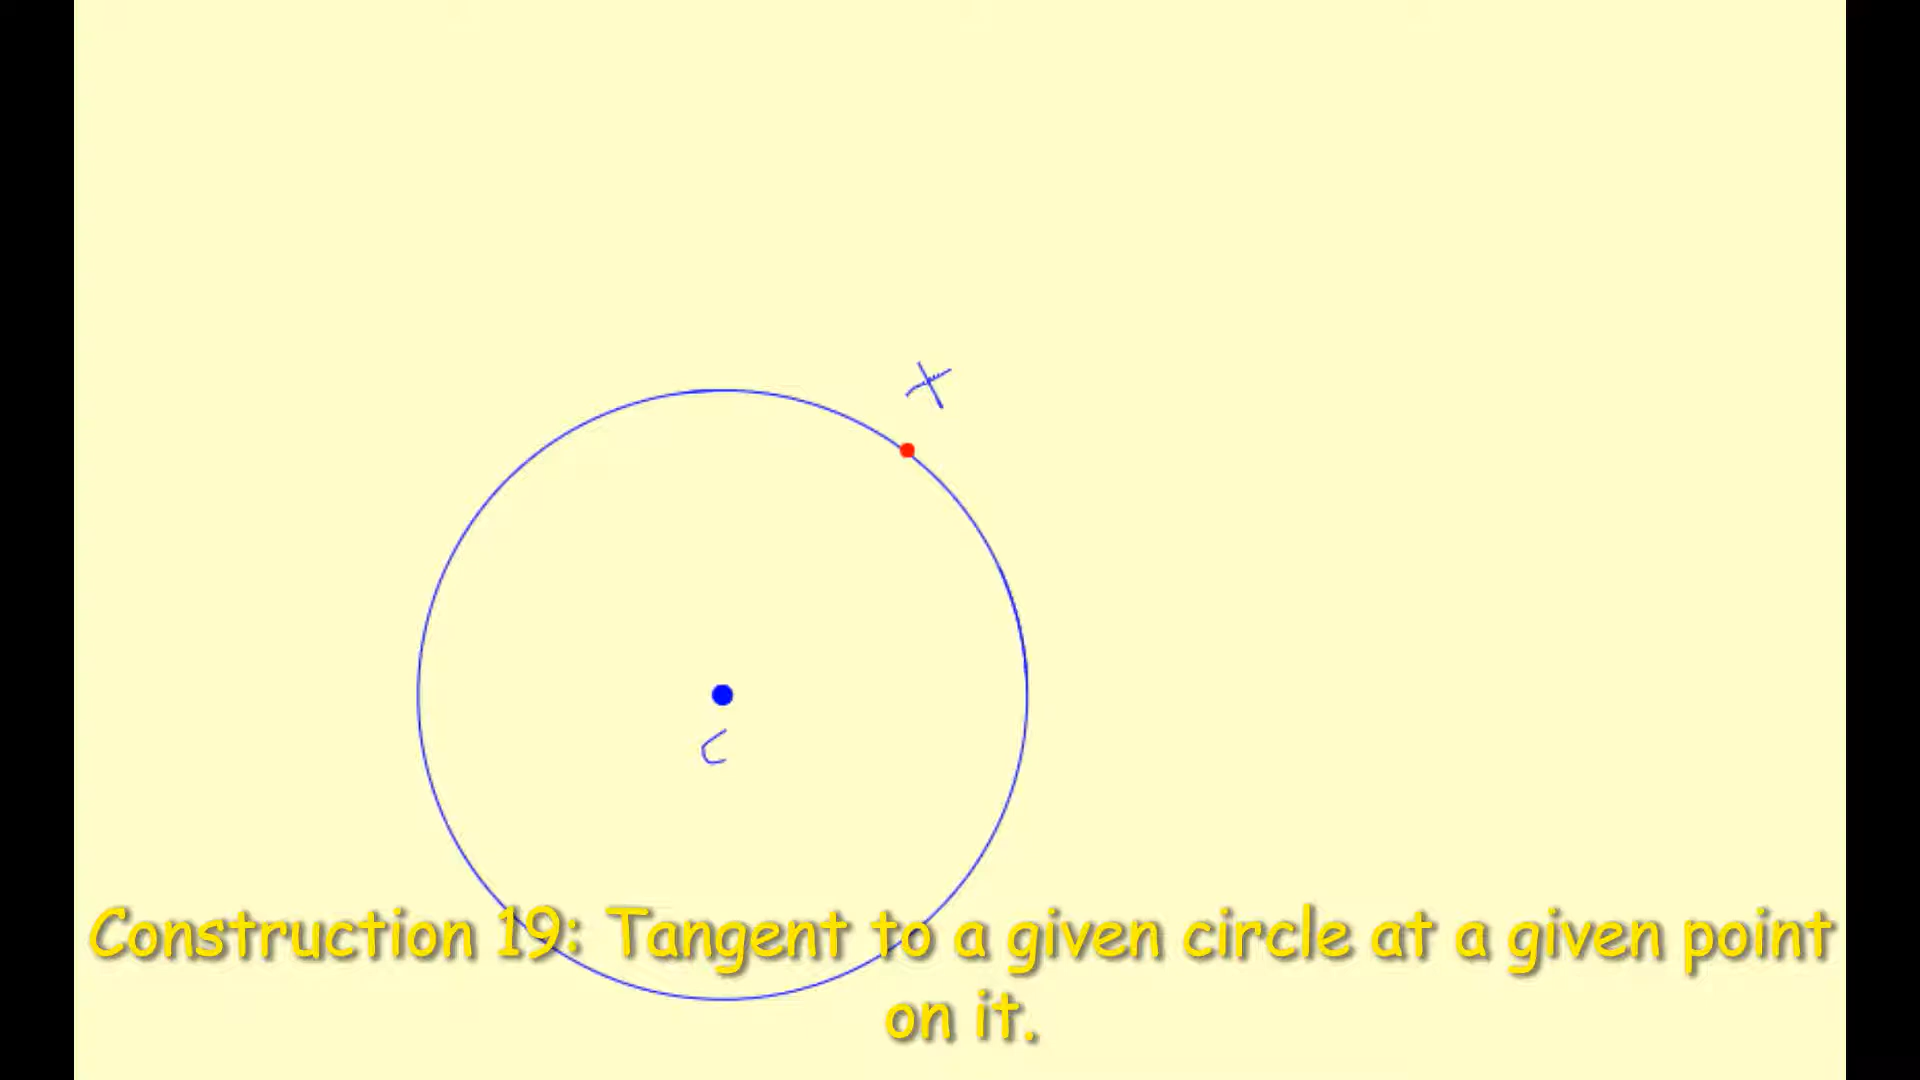 X
C
Construction 19: Tangent to a given circle at a given point
on it.